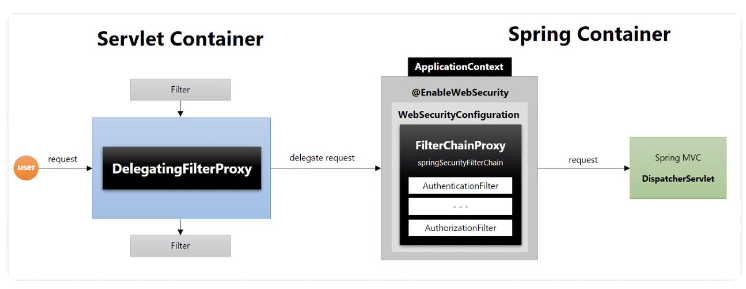 Servlet Container
Spring Container
Filter
user
request
DelegatingFilterProxy
delegate request
Filter
ApplicationContext
@EnableWebSecurity
WebSecurityConfiguration
FilterChainProxy
springSecurityFilterChain
AuthenticationFilter
- - -
AuthorizationFilter
request
Spring MVC
DispatcherServlet